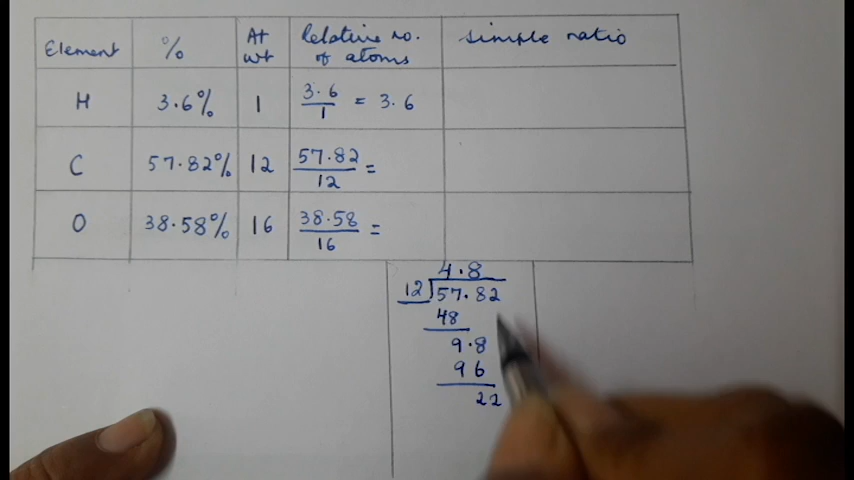 Element % At wt Relative no. of atoms simple ratio
H 3.6% 1 3.6/1 = 3.6
C 57.82% 12 57.82/12 =
O 38.58% 16 38.58/16 =
4.8
12)57.82
48
9.8
96
22